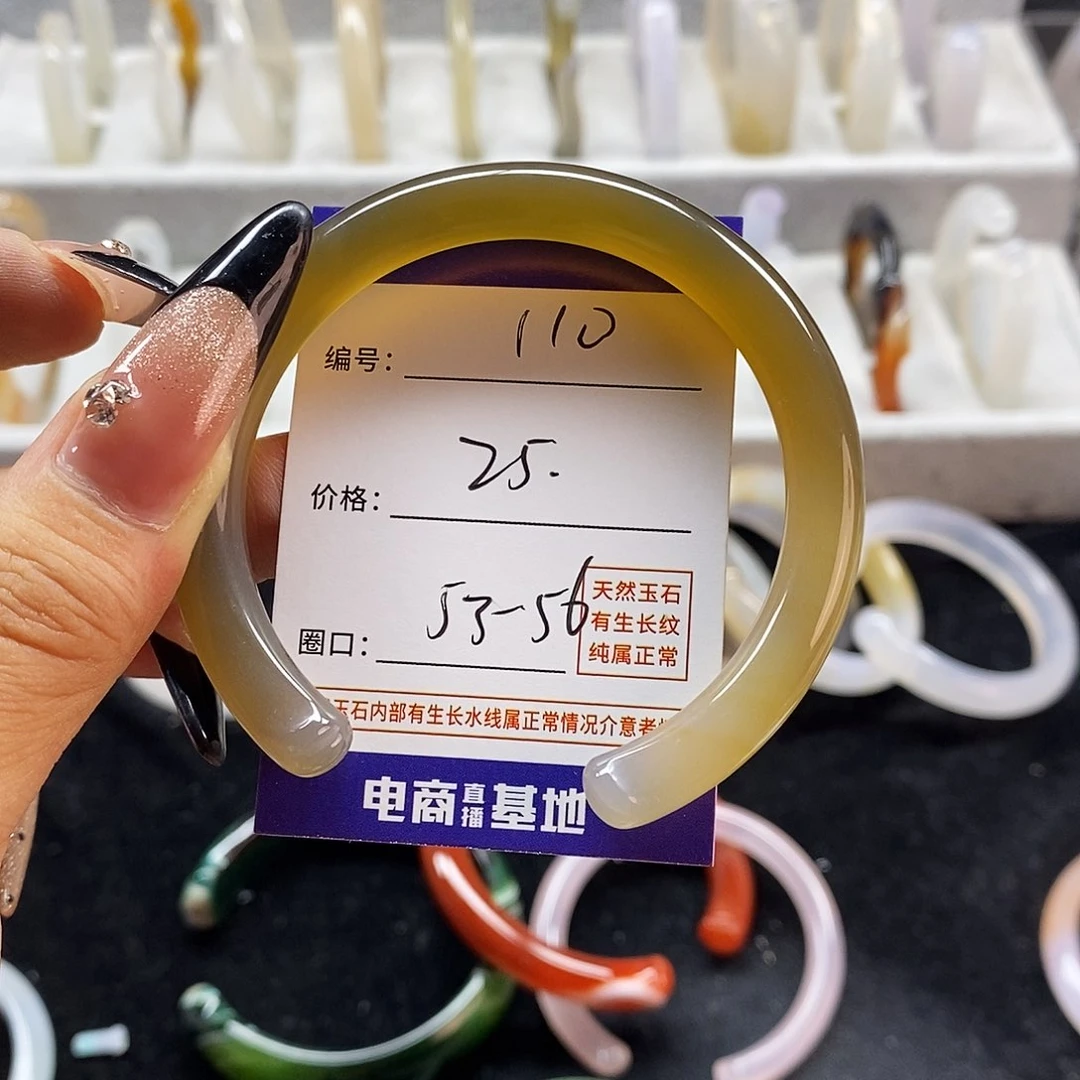 编号: 110
价格: 25.
圈口: 53-56
天然玉石
有生长纹
纯属正常
玉石内部有生长水线属正常情况介意者
电商直播基地